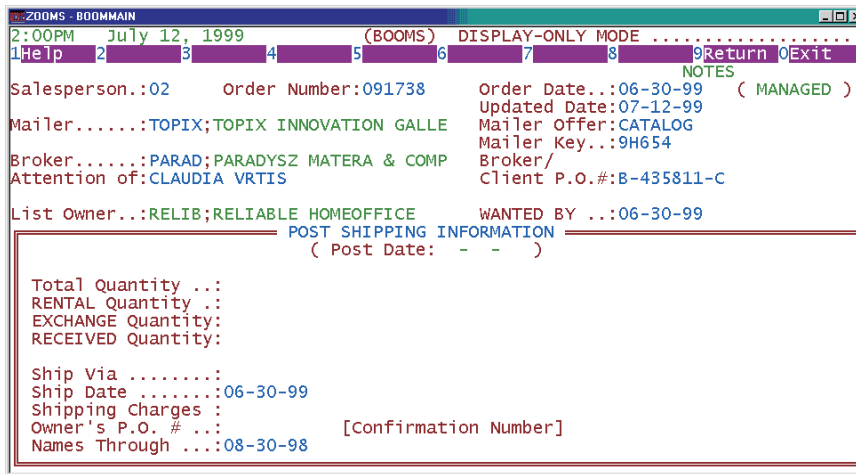 ZOOMS - BOOMMAIN
2:00PM July 12, 1999 (BOOMS) DISPLAY-ONLY MODE ...................
1Help 2 3 4 5 6 7 8 9Return 0Exit
NOTES
Salesperson.:02 Order Number:091738 Order Date..:06-30-99 ( MANAGED )
Updated Date:07-12-99
Mailer......:TOPIX;TOPIX INNOVATION GALLE Mailer Offer:CATALOG
Mailer Key..:9H654
Broker......:PARAD;PARADYSZ MATERA & COMP Broker/
Attention of:CLAUDIA VRTIS Client P.O.#:B-435811-C
List Owner..:RELIB;RELIABLE HOMEOFFICE WANTED BY ..:06-30-99
POST SHIPPING INFORMATION
( Post Date: - - )
Total Quantity ..:
RENTAL Quantity .:
EXCHANGE Quantity:
RECEIVED Quantity:
Ship Via ........:
Ship Date .......:06-30-99
Shipping Charges :
Owner's P.O. # ..: [Confirmation Number]
Names Through ...:08-30-98